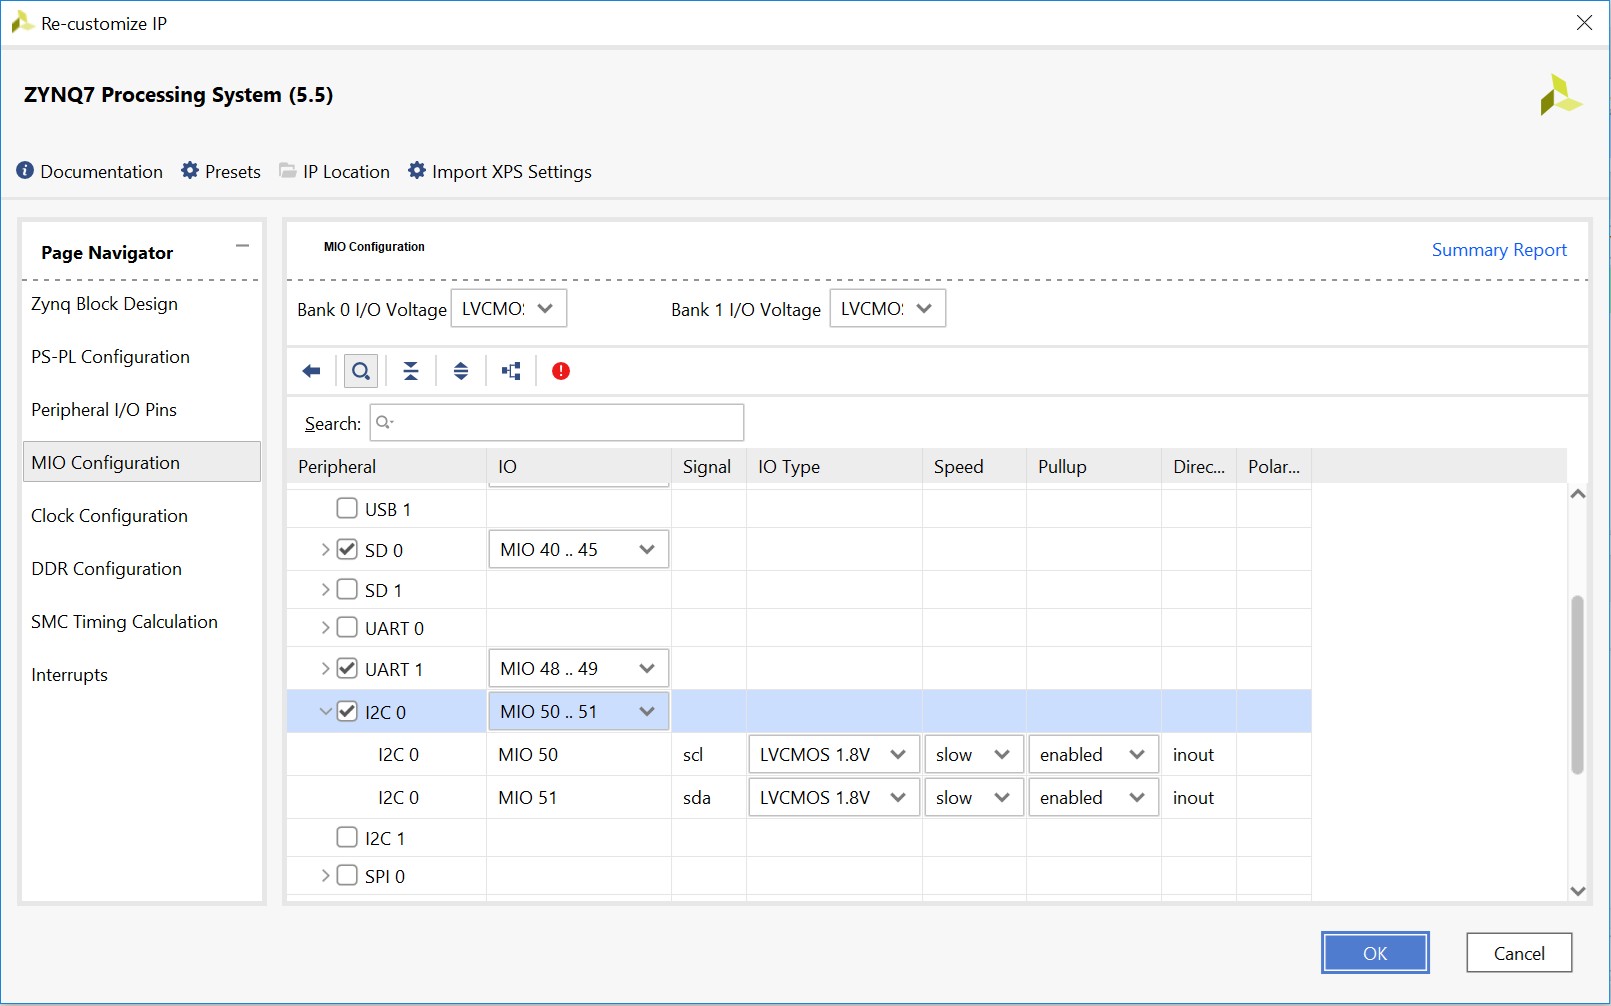 Re-customize IP
ZYNQ7 Processing System (5.5)
Documentation Presets IP Location Import XPS Settings
Page Navigator
Zynq Block Design
PS-PL Configuration
Peripheral I/O Pins
MIO Configuration
Clock Configuration
DDR Configuration
SMC Timing Calculation
Interrupts
MIO Configuration
Summary Report
Bank 0 I/O Voltage LVCMO: Bank 1 I/O Voltage LVCMO:
Search:
Peripheral IO Signal IO Type Speed Pullup Direc... Polar...
USB 1
SD 0 MIO 40 .. 45
SD 1
UART 0
UART 1 MIO 48 .. 49
I2C 0 MIO 50 .. 51
I2C 0 MIO 50 scl LVCMOS 1.8V slow enabled inout
I2C 0 MIO 51 sda LVCMOS 1.8V slow enabled inout
I2C 1
SPI 0
OK Cancel